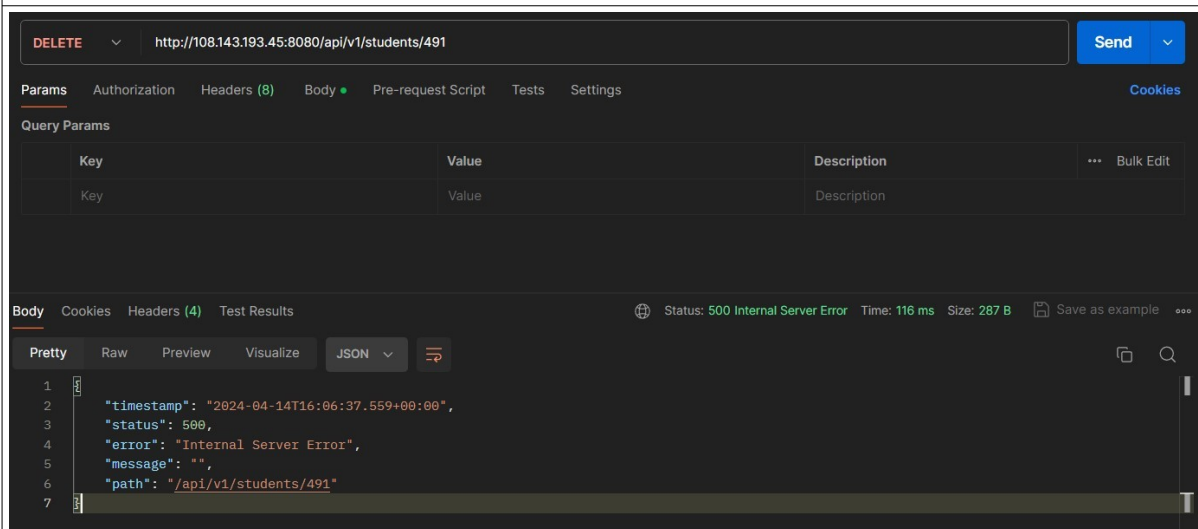 DELETE http://108.143.193.45:8080/api/v1/students/491 Send
Params Authorization Headers (8) Body Pre-request Script Tests Settings Cookies
Query Params
Key Value Description Bulk Edit
Key Value Description
Body Cookies Headers (4) Test Results Status: 500 Internal Server Error Time: 116 ms Size: 287 B Save as example
Pretty Raw Preview Visualize JSON
1 {
2 "timestamp": "2024-04-14T16:06:37.559+00:00",
3 "status": 500,
4 "error": "Internal Server Error",
5 "message": "",
6 "path": "/api/v1/students/491"
7 }